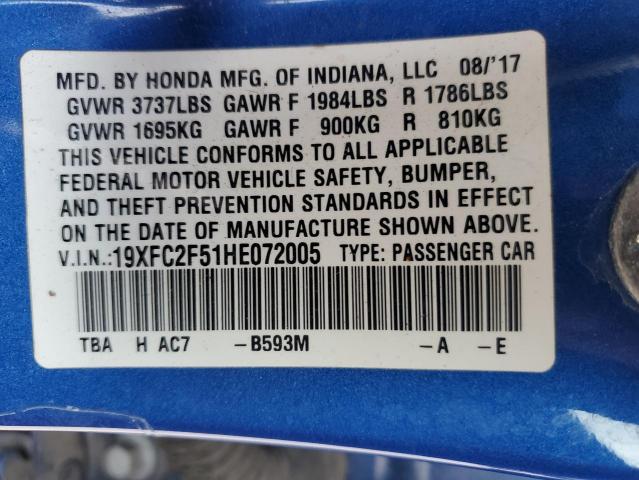 MFD. BY HONDA MFG. OF INDIANA, LLC 08/'17
GVWR 3737LBS GAWR F 1984LBS R 1786LBS
GVWR 1695KG GAWR F 900KG R 810KG
THIS VEHICLE CONFORMS TO ALL APPLICABLE
FEDERAL MOTOR VEHICLE SAFETY, BUMPER,
AND THEFT PREVENTION STANDARDS IN EFFECT
ON THE DATE OF MANUFACTURE SHOWN ABOVE.
V.I.N.:19XFC2F51HE072005 TYPE: PASSENGER CAR
TBA H AC7 -B593M -A -E